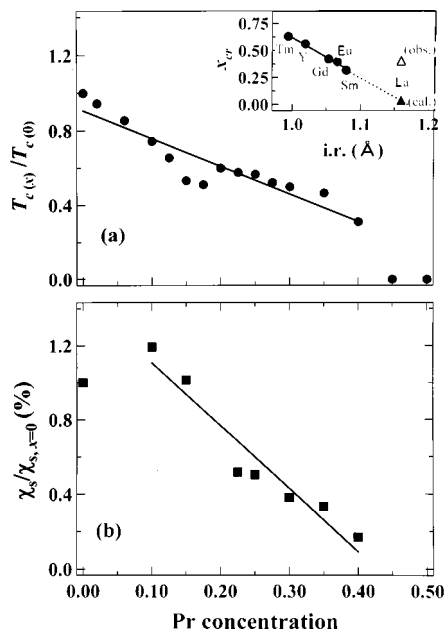 1.2
0.8
0.4
0.0
T_c(x)/T_c(0)
(a)
0.75
0.50
0.25
0.00
x_cr
Tm
Y
Gd
Eu
Sm
La
(obs.)
(cal.)
1.0 1.1 1.2
i.r. (Å)
1.2
0.8
0.4
0.0
χ_s/χ_s, x=0 (%)
(b)
0.00 0.10 0.20 0.30 0.40 0.50
Pr concentration